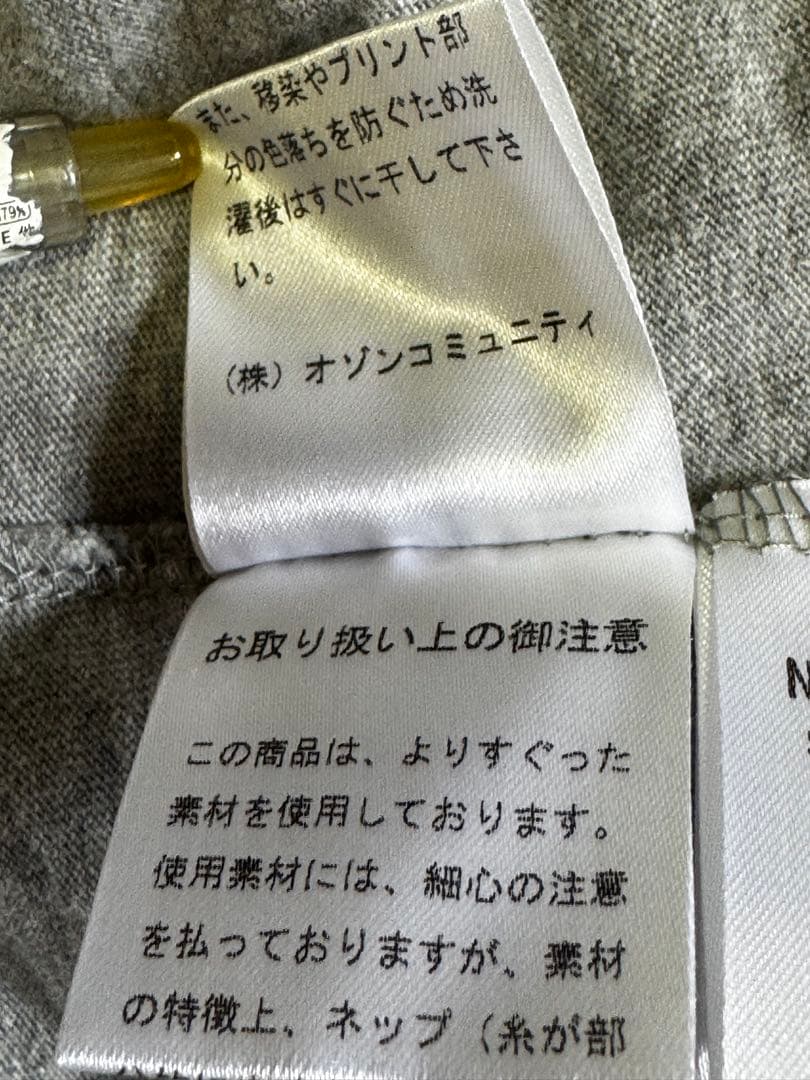 また、移染やプリント部
分の色落ちを防ぐため洗
濯後はすぐに干して下さ
い。
（株）オゾンコミュニティ
79%
E
お取り扱い上の御注意
この商品は、よりすぐった
素材を使用しております。
使用素材には、細心の注意
を払っておりますが、素材
の特徴上、ネップ（糸が部
N